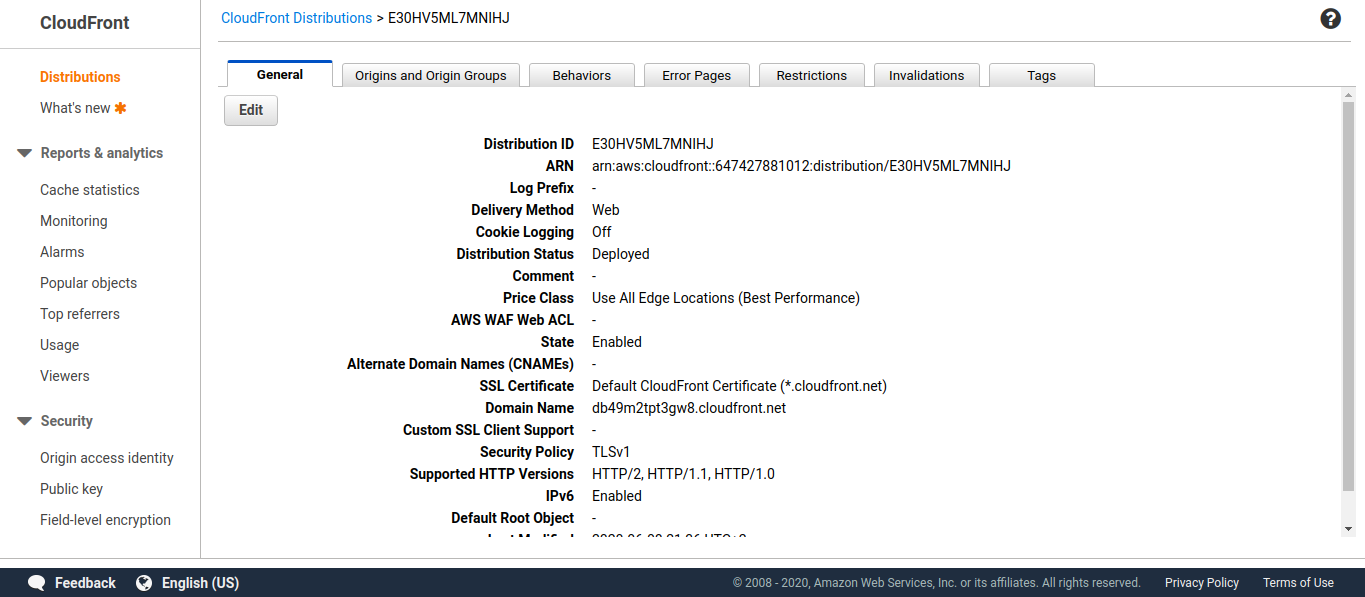 CloudFront
Distributions
What's new
Reports & analytics
Cache statistics
Monitoring
Alarms
Popular objects
Top referrers
Usage
Viewers
Security
Origin access identity
Public key
Field-level encryption
CloudFront Distributions > E30HV5ML7MNIHJ
General Origins and Origin Groups Behaviors Error Pages Restrictions Invalidations Tags
Edit
Distribution ID E30HV5ML7MNIHJ
ARN arn:aws:cloudfront::647427881012:distribution/E30HV5ML7MNIHJ
Log Prefix -
Delivery Method Web
Cookie Logging Off
Distribution Status Deployed
Comment -
Price Class Use All Edge Locations (Best Performance)
AWS WAF Web ACL -
State Enabled
Alternate Domain Names (CNAMEs) -
SSL Certificate Default CloudFront Certificate (*.cloudfront.net)
Domain Name db49m2tpt3gw8.cloudfront.net
Custom SSL Client Support -
Security Policy TLSv1
Supported HTTP Versions HTTP/2, HTTP/1.1, HTTP/1.0
IPv6 Enabled
Default Root Object -
Feedback English (US) © 2008 - 2020, Amazon Web Services, Inc. or its affiliates. All rights reserved. Privacy Policy Terms of Use